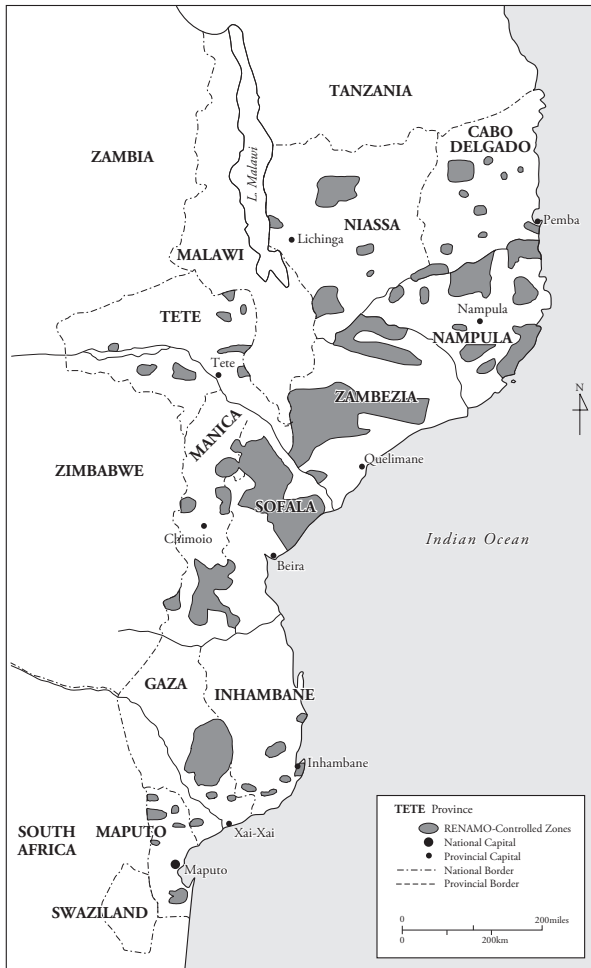 TANZANIA
CABO
DELGADO
ZAMBIA
L. Malawi
Pemba
NIASSA
Lichinga
MALAWI
TETE
Nampula
NAMPULA
Tete
ZAMBEZIA
N
MANICA
ZIMBABWE
Quelimane
SOFALA
Chimoio
Indian Ocean
Beira
GAZA
INHAMBANE
Inhambane
Xai-Xai
SOUTH
AFRICA
MAPUTO
Maputo
SWAZILAND
TETE Province
RENAMO-Controlled Zones
National Capital
Provincial Capital
National Border
Provincial Border
0 200miles
0 200km